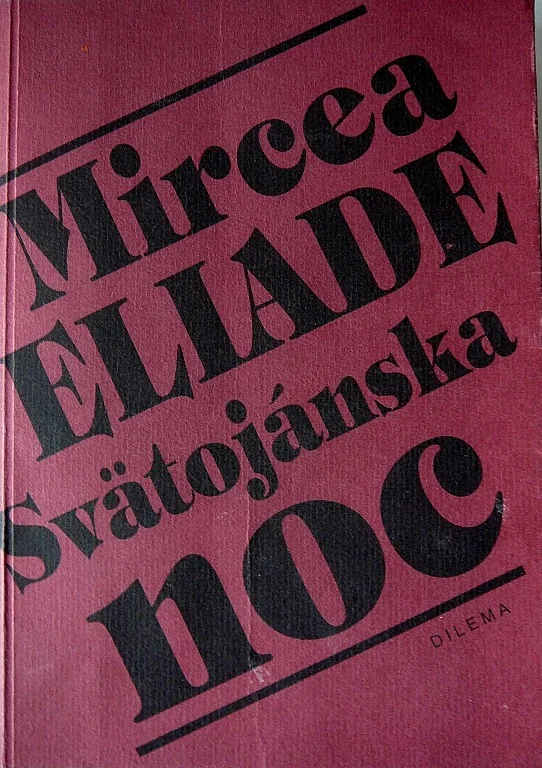 Mircea
ELIADE
Svätojánska
noc
DILEMA